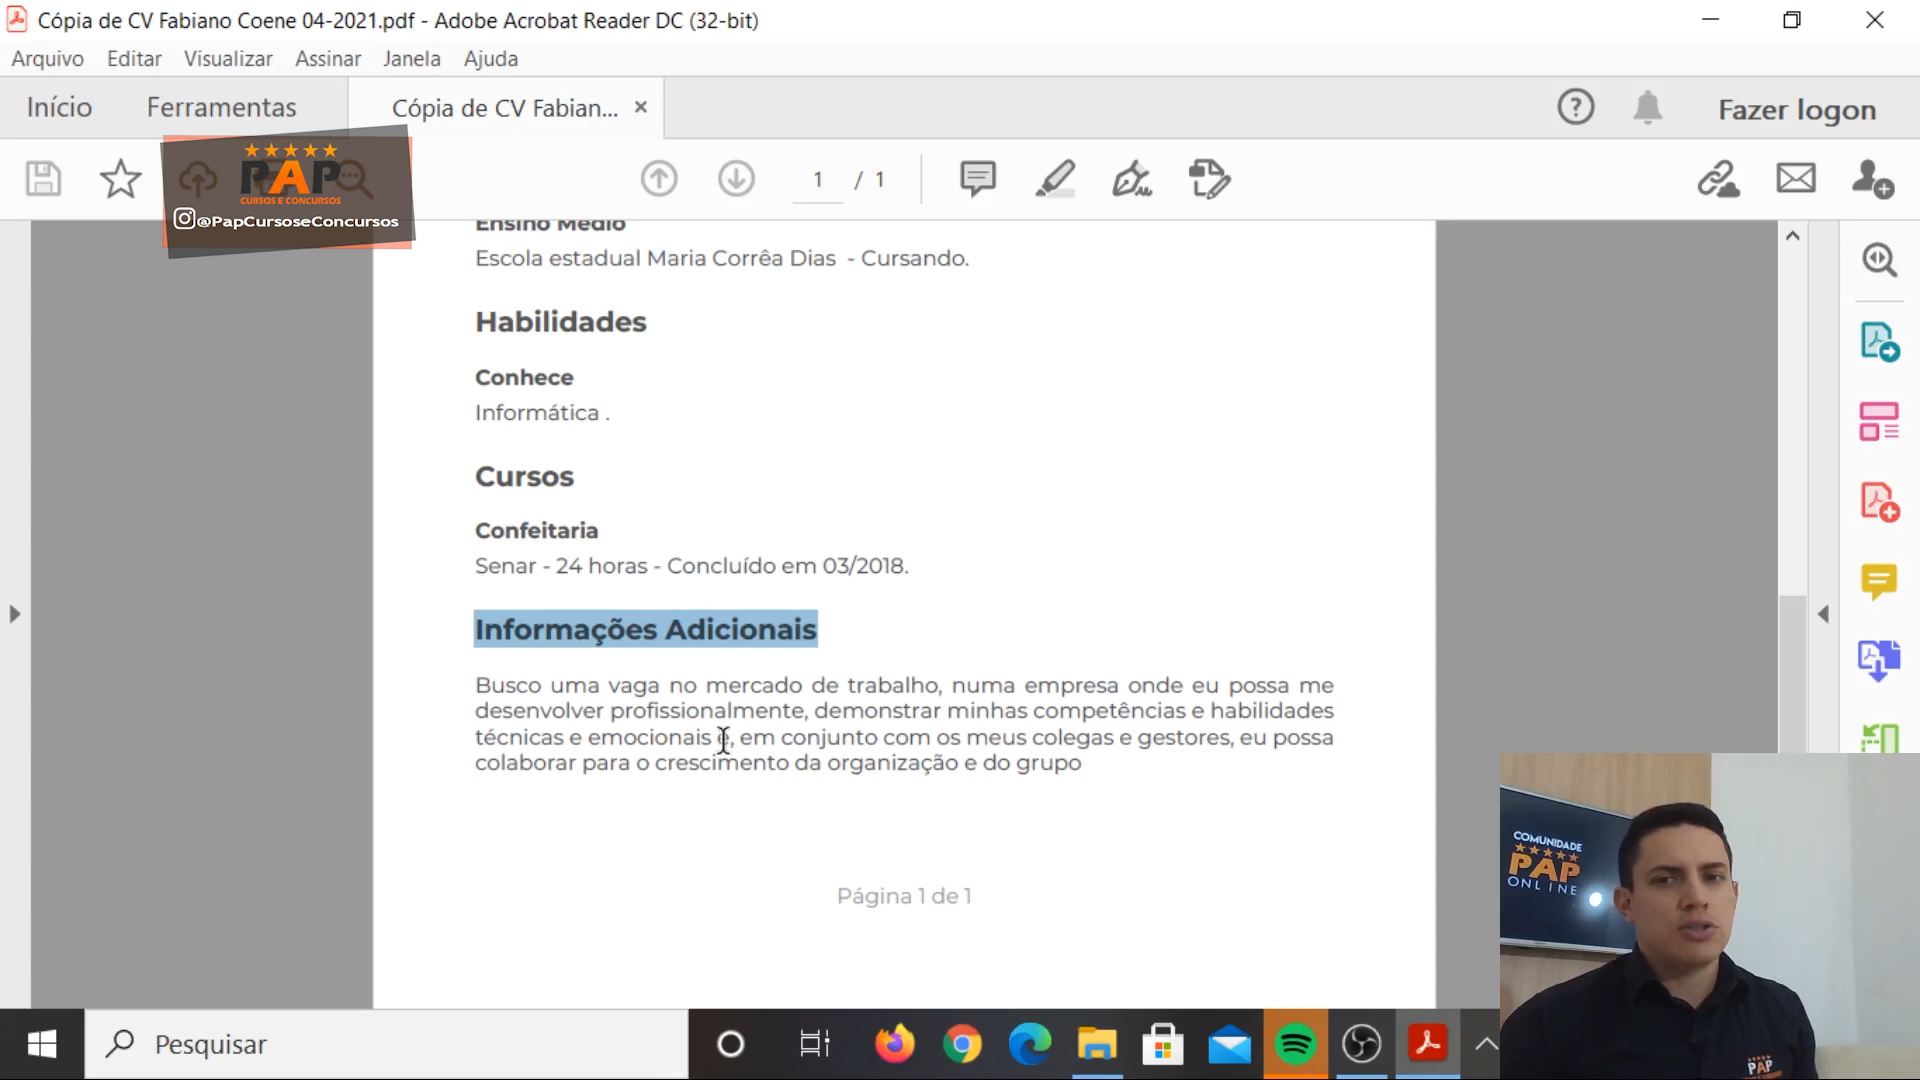 Cópia de CV Fabiano Coene 04-2021.pdf - Adobe Acrobat Reader DC (32-bit)
Arquivo Editar Visualizar Assinar Janela Ajuda
Início Ferramentas Cópia de CV Fabian... × Fazer logon
PAP
CURSOS E CONCURSOS
@PapCursoseConcursos
1 / 1
Ensino Médio
Escola estadual Maria Corrêa Dias - Cursando.
Habilidades
Conhece
Informática .
Cursos
Confeitaria
Senar - 24 horas - Concluído em 03/2018.
Informações Adicionais
Busco uma vaga no mercado de trabalho, numa empresa onde eu possa me
desenvolver profissionalmente, demonstrar minhas competências e habilidades
técnicas e emocionais e, em conjunto com os meus colegas e gestores, eu possa
colaborar para o crescimento da organização e do grupo
Página 1 de 1
COMUNIDADE
PAP
ONLINE
PAP
Pesquisar